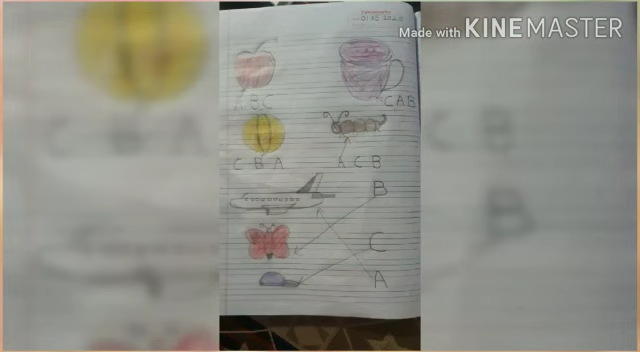 Made with KINEMASTER
A B C
C A B
C B A
A C B
B
C
A